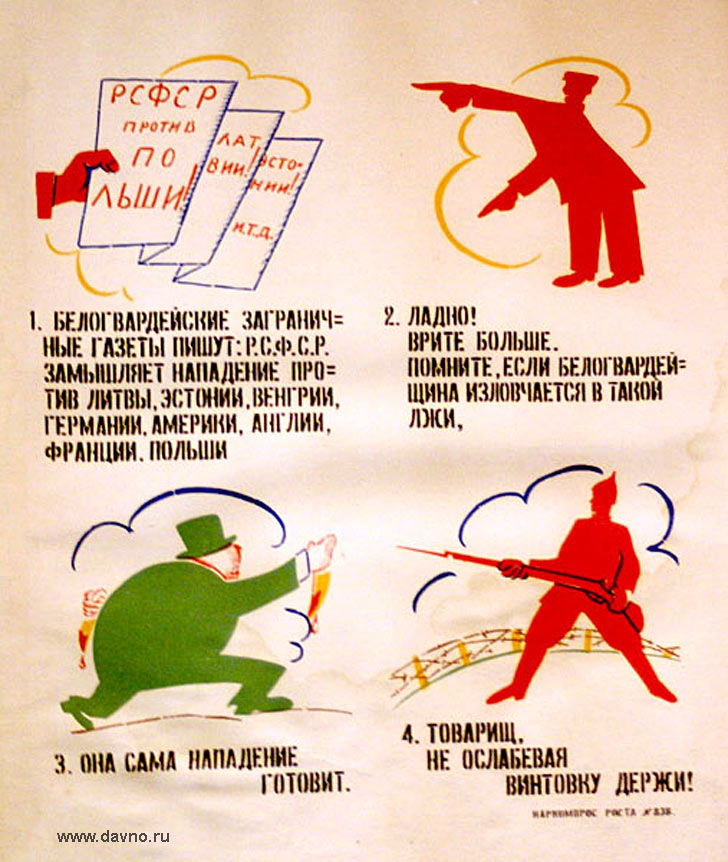 РСФСР
ПРОТИВ
ПО
ЛЬШИ!
ЛАТ
ВИИ!
ЭСТО-
НИИ!
И.Т.Д.
1. БЕЛОГВАРДЕЙСКИЕ ЗАГРАНИЧ=
НЫЕ ГАЗЕТЫ ПИШУТ: Р.С.Ф.С.Р.
ЗАМЫШЛЯЕТ НАПАДЕНИЕ ПРО=
ТИВ ЛИТВЫ, ЭСТОНИИ, ВЕНГРИИ,
ГЕРМАНИИ, АМЕРИКИ, АНГЛИИ,
ФРАНЦИИ. ПОЛЬШИ
2. ЛАДНО!
ВРИТЕ БОЛЬШЕ.
ПОМНИТЕ, ЕСЛИ БЕЛОГВАРДЕЙ=
ЩИНА ИЗЛОВЧАЕТСЯ В ТАКОЙ
ЛЖИ,
3. ОНА САМА НАПАДЕНИЕ
ГОТОВИТ.
4. ТОВАРИЩ,
НЕ ОСЛАБЕВАЯ
ВИНТОВКУ ДЕРЖИ!
НАРКОМПРОС РОСТА №
www.davno.ru